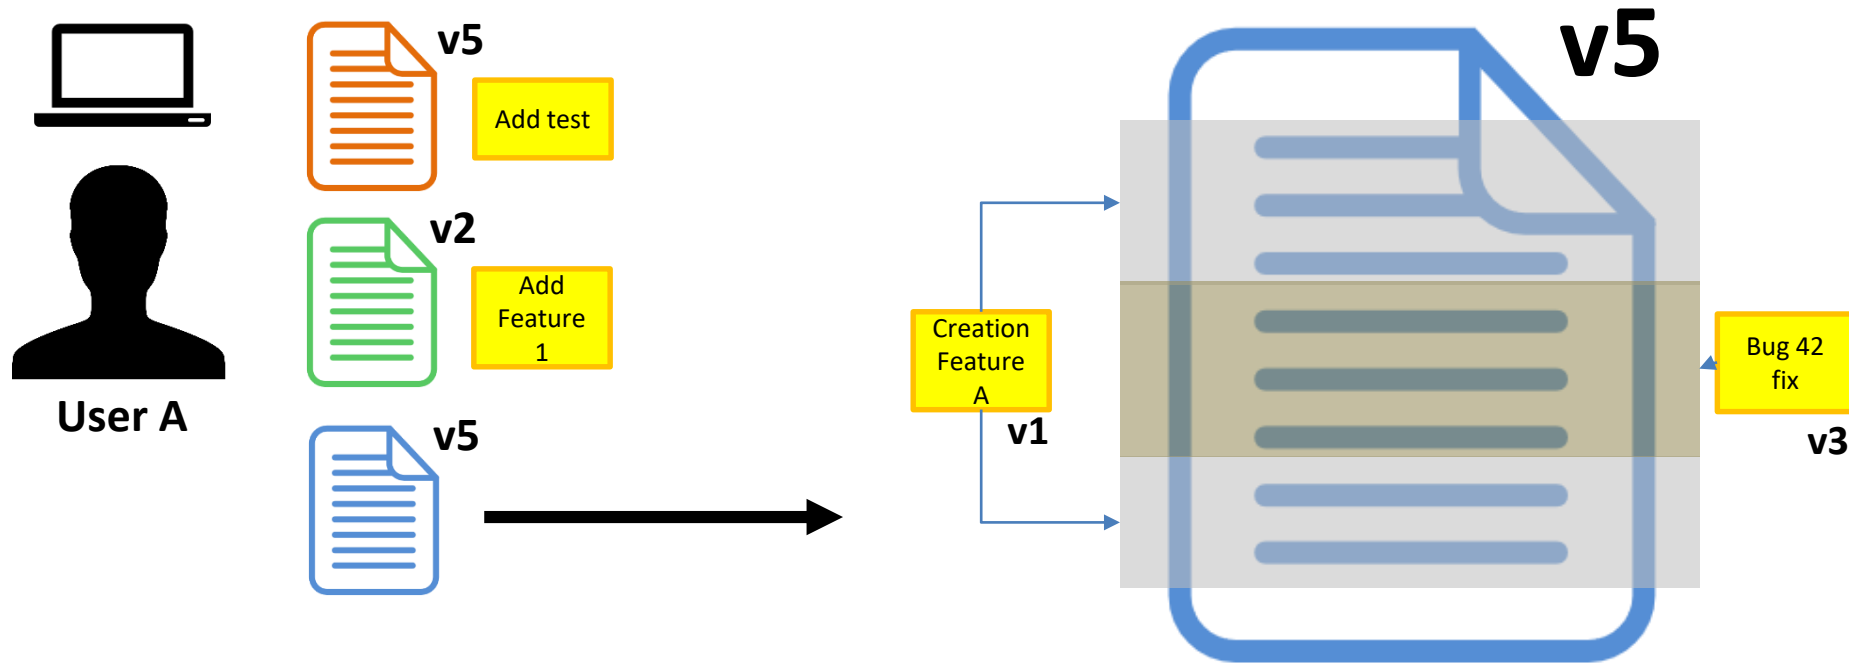 v5
Add test
v2
Add
Feature
1
User A
v5
v5
Creation
Feature
A
v1
Bug 42
fix
v3